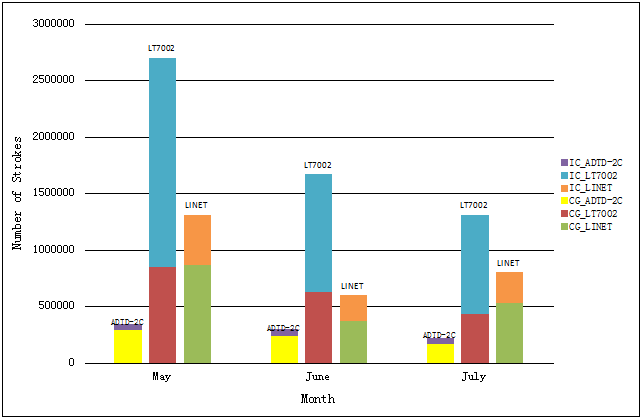 3000000
2500000
2000000
1500000
1000000
500000
0
Number of Strokes
LT7002
LINET
ADTD-2C
LT7002
LINET
ADTD-2C
LT7002
LINET
ADTD-2C
May
June
July
Month
IC_ADTD-2C
IC_LT7002
IC_LINET
CG_ADTD-2C
CG_LT7002
CG_LINET